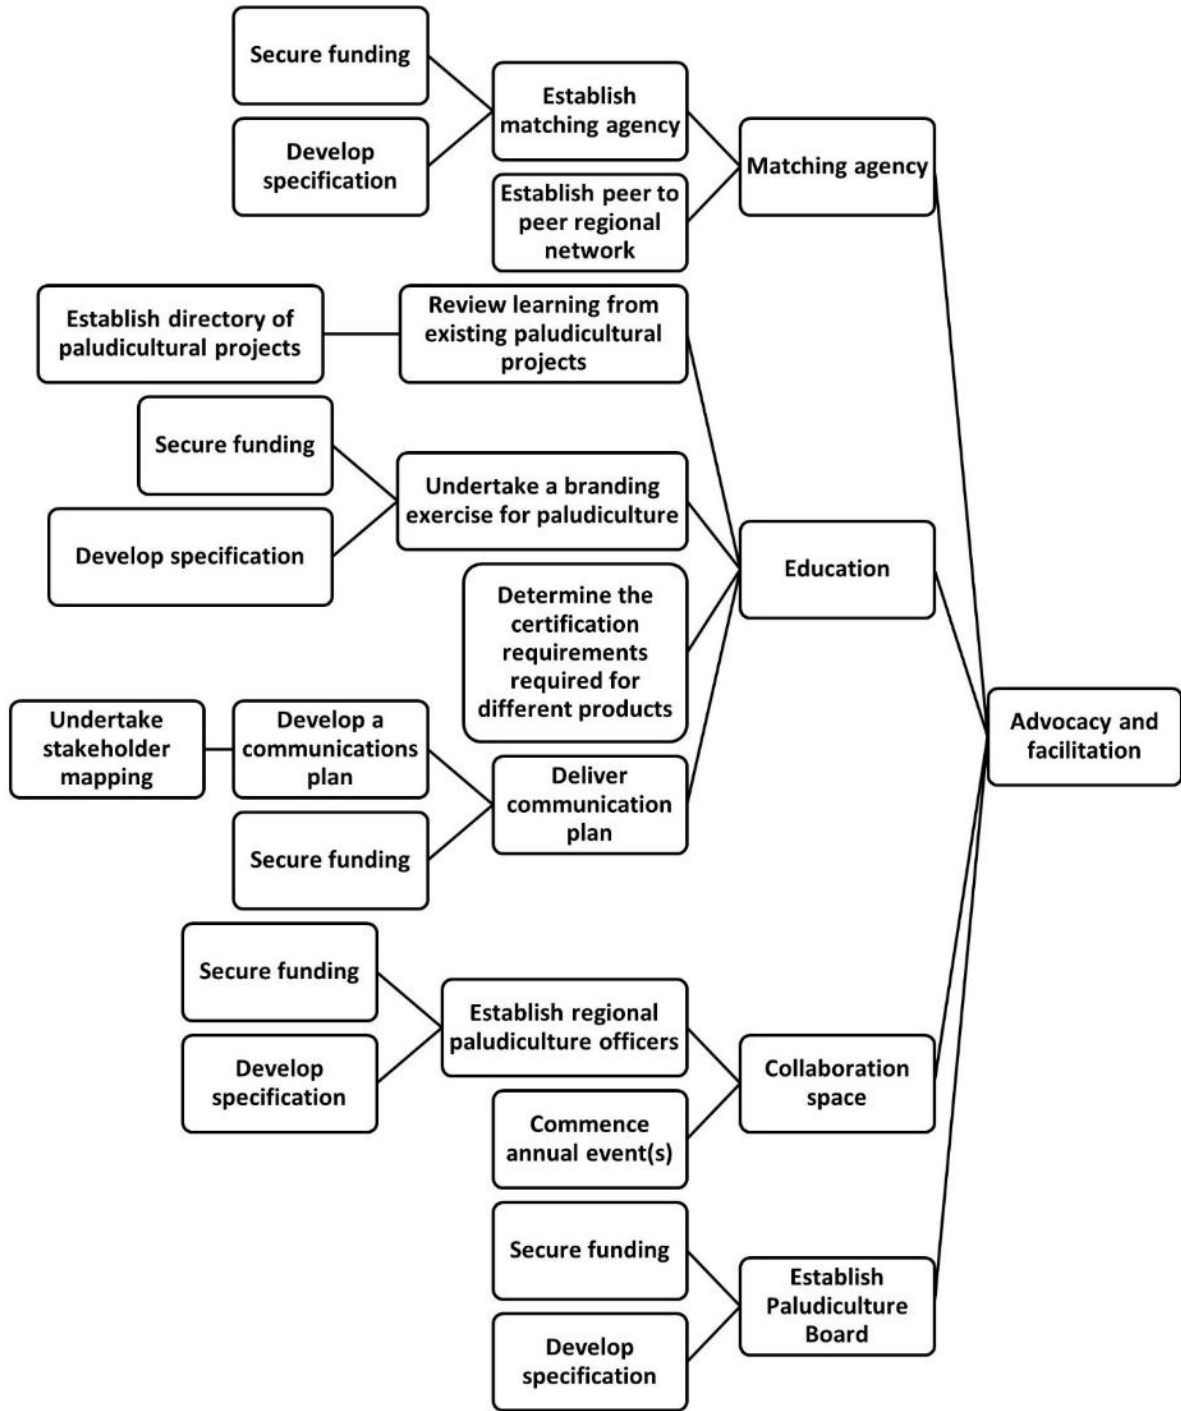 Secure funding
Establish
matching agency
Develop
specification
Matching agency
Establish peer to
peer regional
network
Establish directory of
paludicultural projects
Review learning from
existing paludicultural
projects
Secure funding
Undertake a branding
exercise for paludiculture
Develop specification
Education
Determine the
certification
requirements
required for
different products
Undertake
stakeholder
mapping
Develop a
communications
plan
Deliver
communication
plan
Secure funding
Advocacy and
facilitation
Secure funding
Establish regional
paludiculture officers
Develop
specification
Collaboration
space
Commence
annual event(s)
Secure funding
Establish
Paludiculture
Board
Develop
specification